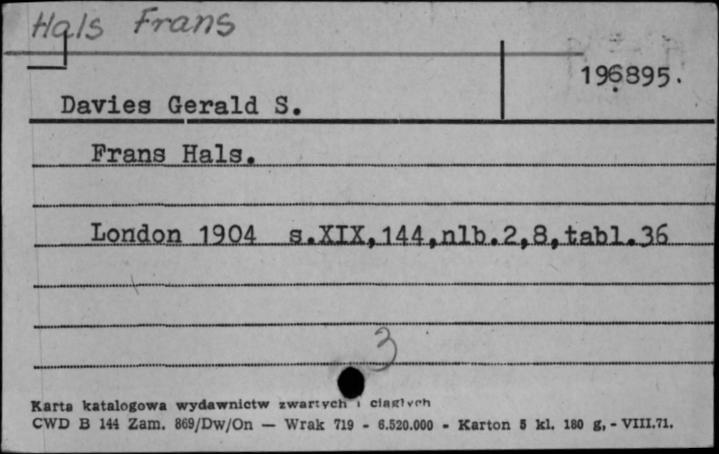 Hals Frans
196895.
Davies Gerald S.
Frans Hals.
London 1904 s.XIX,144,nlb.2,8,tabl.36
3
Karta katalogowa wydawnictw zwartych i ciągłych
CWD B 144 Zam. 869/Dw/On — Wrak 719 - 6.520.000 - Karton 5 kl. 180 g, - VIII.71.